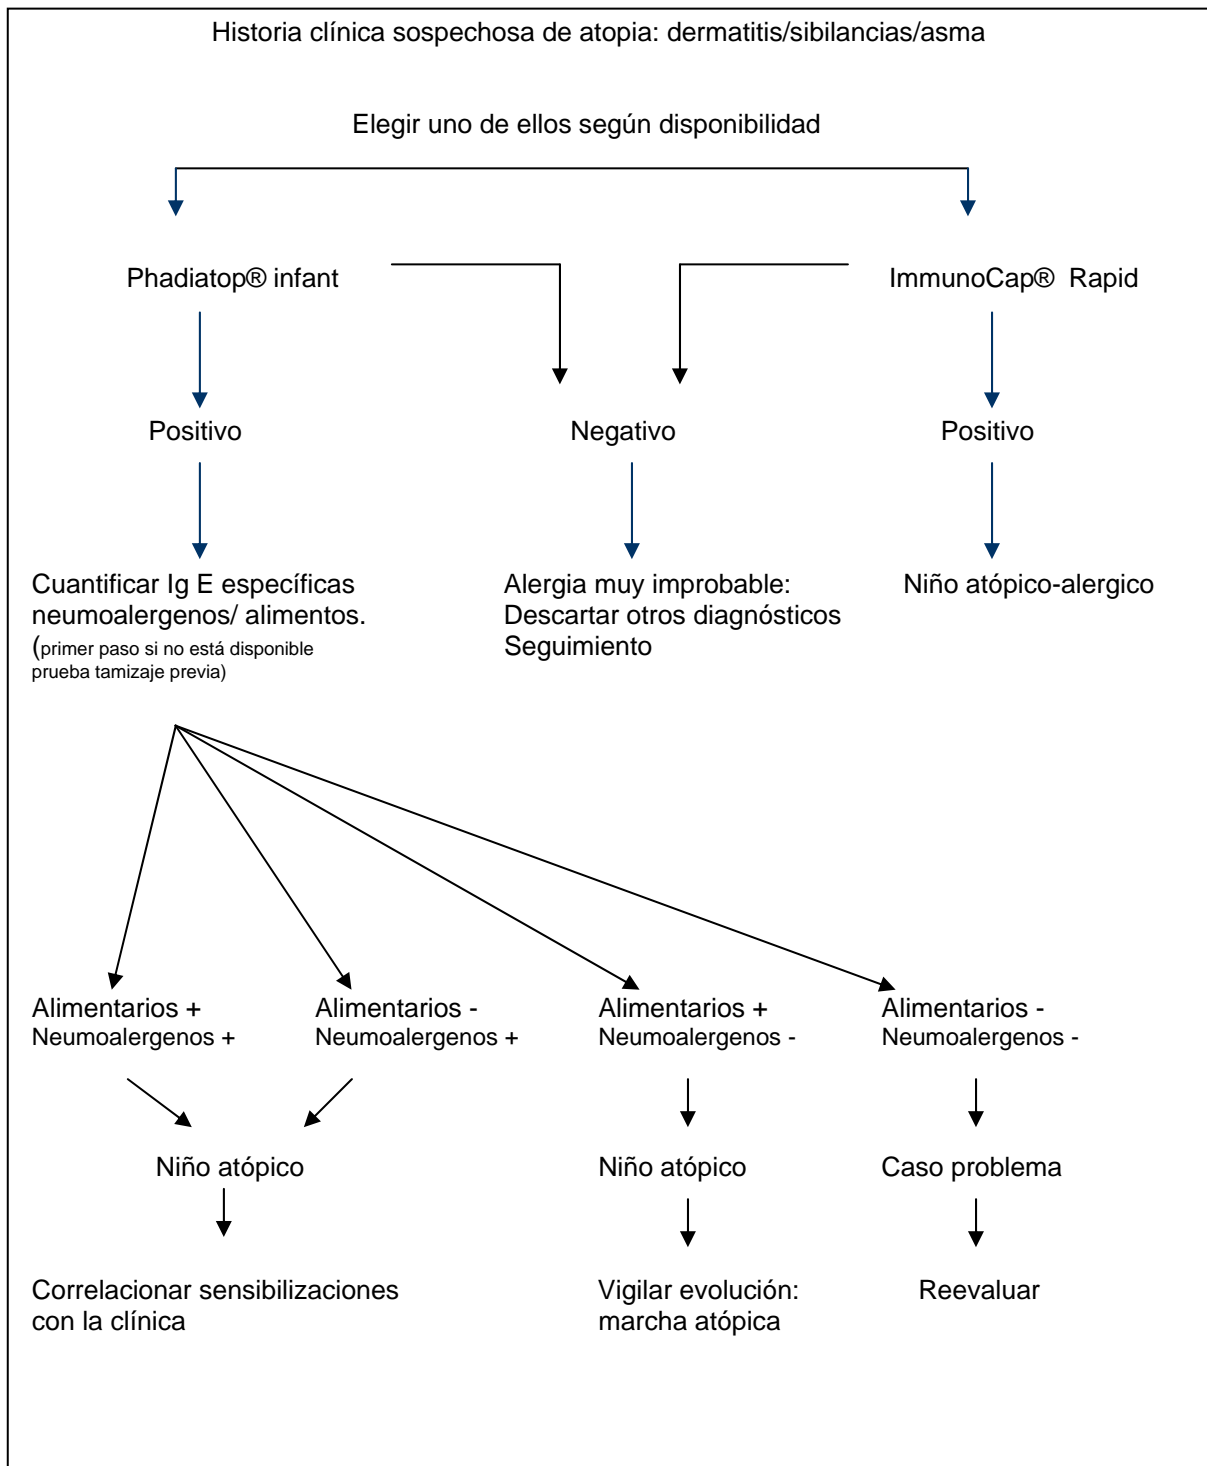 Historia clínica sospechosa de atopia: dermatitis/sibilancias/asma
Elegir uno de ellos según disponibilidad
Phadiatop® infant
ImmunoCap® Rapid
Positivo
Negativo
Positivo
Cuantificar Ig E específicas
neumoalergenos/ alimentos.
(primer paso si no está disponible
prueba tamizaje previa)
Alergia muy improbable:
Descartar otros diagnósticos
Seguimiento
Niño atópico-alergico
Alimentarios +
Neumoalergenos +
Alimentarios -
Neumoalergenos +
Alimentarios +
Neumoalergenos -
Alimentarios -
Neumoalergenos -
Niño atópico
Niño atópico
Caso problema
Correlacionar sensibilizaciones
con la clínica
Vigilar evolución:
marcha atópica
Reevaluar